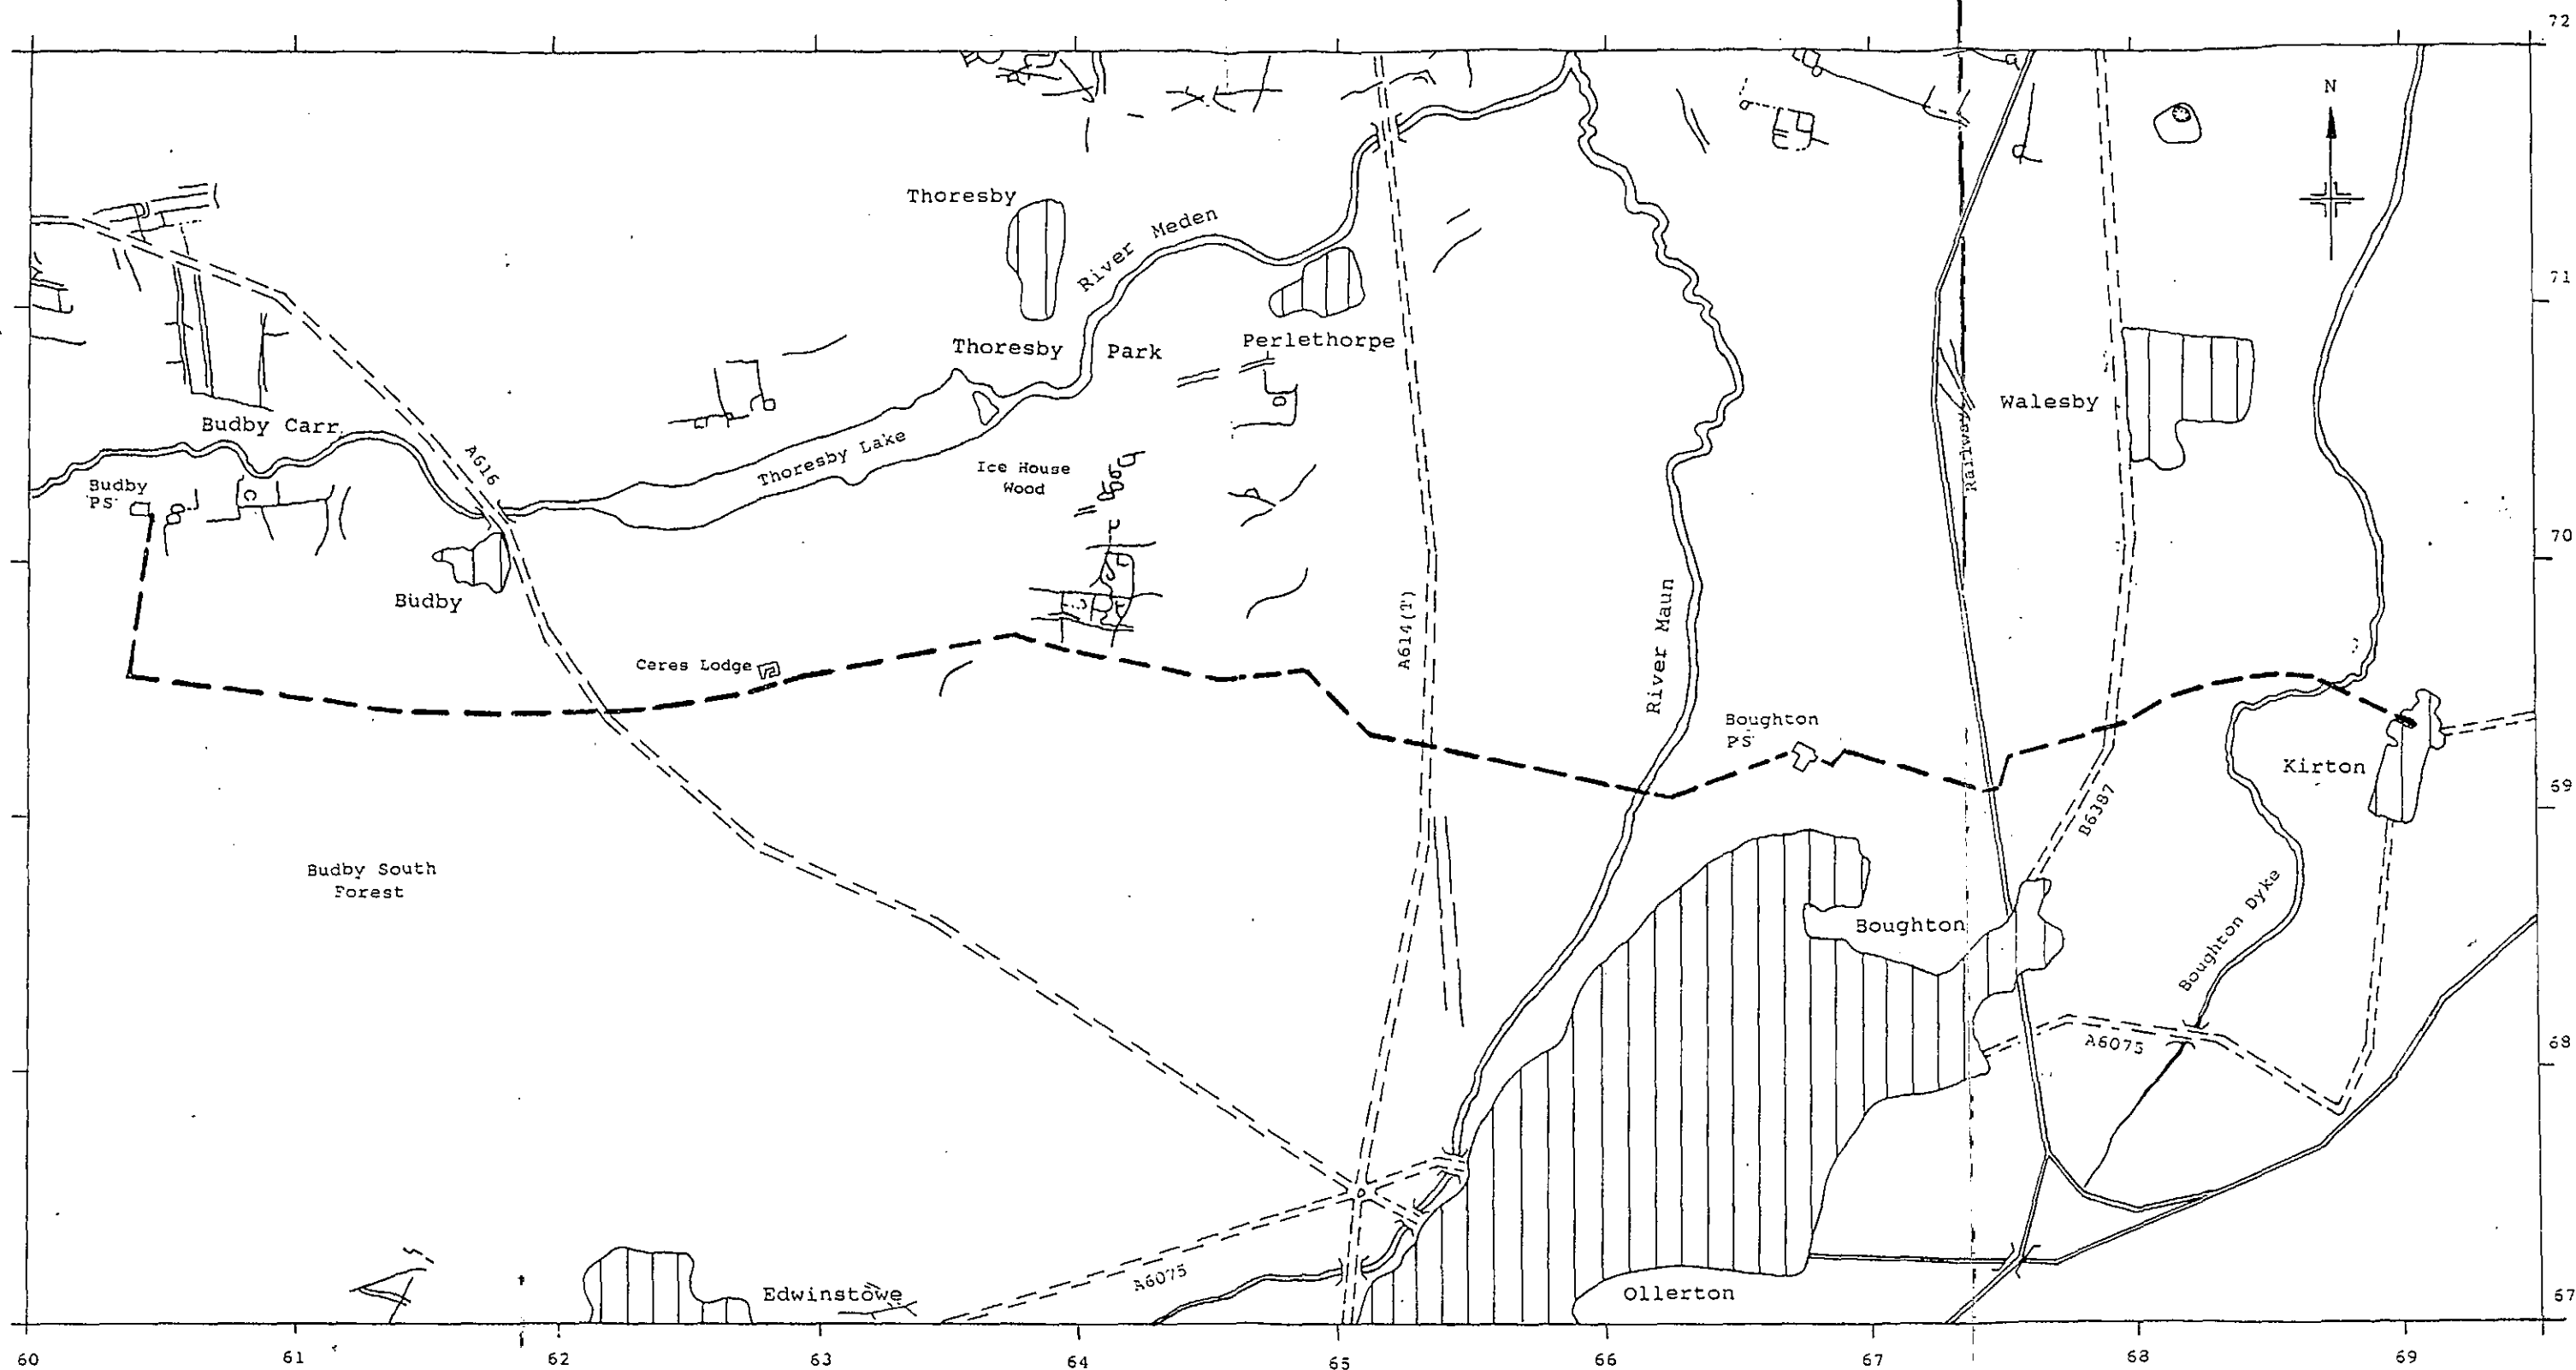 72
N
Thoresby
River Meden
71
Thoresby Park
Perlethorpe
Walesby
Budby Carr
A616
Thoresby Lake
Ice House
Wood
Railway
Budby
PS
70
Budby
A614(T)
River Maun
Ceres Lodge
Boughton
PS
Kirton
69
B6387
Budby South
Forest
Boughton
Boughton Dyke
A6075
68
A6075
Edwinstowe
Ollerton
67
60
61
62
63
64
65
66
67
68
69